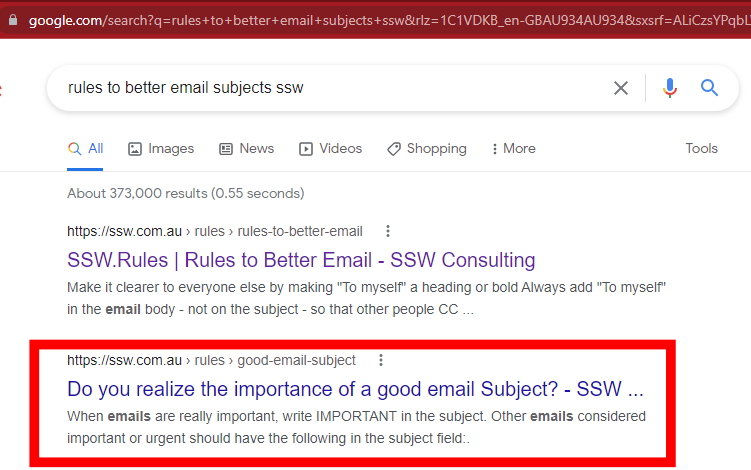 google.com/search?q=rules+to+better+email+subjects+ssw&rlz=1C1VDKB_en-GBAU934AU934&sxsrf=ALiCzsYPqbL
rules to better email subjects ssw
All Images News Videos Shopping More Tools
About 373,000 results (0.55 seconds)
https://ssw.com.au › rules › rules-to-better-email
SSW.Rules | Rules to Better Email - SSW Consulting
Make it clearer to everyone else by making "To myself" a heading or bold Always add "To myself"
in the email body - not on the subject - so that other people CC ...
https://ssw.com.au › rules › good-email-subject
Do you realize the importance of a good email Subject? - SSW ...
When emails are really important, write IMPORTANT in the subject. Other emails considered
important or urgent should have the following in the subject field:.